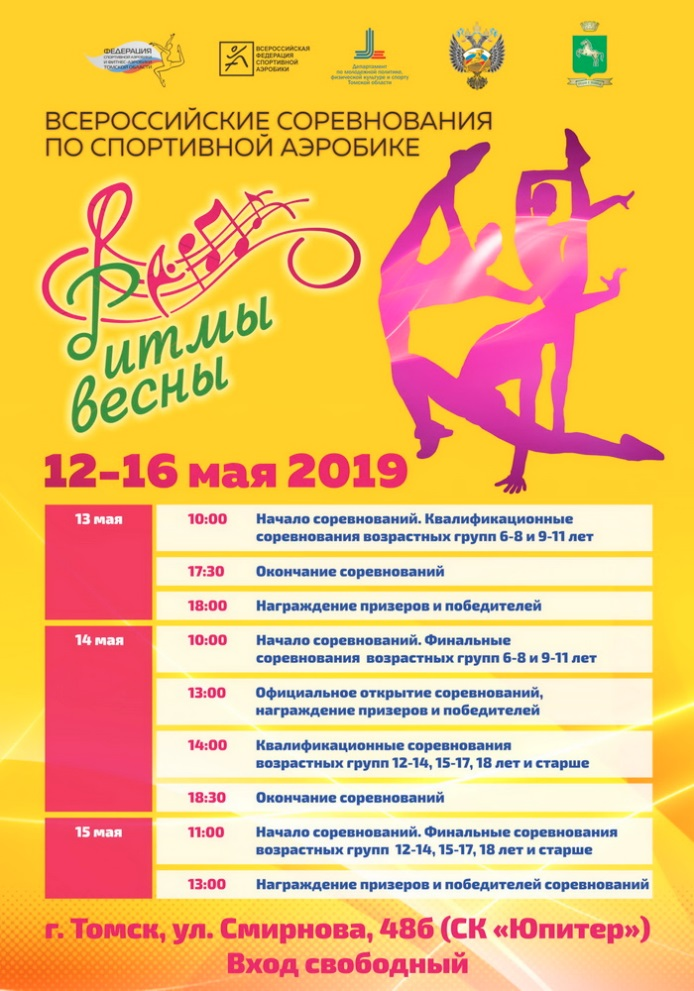 ФЕДЕРАЦИЯ
СПОРТИВНОЙ АЭРОБИКИ
И ФИТНЕС-АЭРОБИКИ
ТОМСКОЙ ОБЛАСТИ
ВСЕРОССИЙСКАЯ
ФЕДЕРАЦИЯ
СПОРТИВНОЙ
АЭРОБИКИ
Департамент
по молодежной политике,
физической культуре и спорту
Томской области
ВСЕРОССИЙСКИЕ СОРЕВНОВАНИЯ
ПО СПОРТИВНОЙ АЭРОБИКЕ
Ритмы
весны
12-16 мая 2019
13 мая
10:00 Начало соревнований. Квалификационные
соревнования возрастных групп 6-8 и 9-11 лет
17:30 Окончание соревнований
18:00 Награждение призеров и победителей
14 мая
10:00 Начало соревнований. Финальные
соревнования возрастных групп 6-8 и 9-11 лет
13:00 Официальное открытие соревнований,
награждение призеров и победителей
14:00 Квалификационные соревнования
возрастных групп 12-14, 15-17, 18 лет и старше
18:30 Окончание соревнований
15 мая
11:00 Начало соревнований. Финальные соревнования
возрастных групп 12-14, 15-17, 18 лет и старше
13:00 Награждение призеров и победителей соревнований
г. Томск, ул. Смирнова, 48б (СК «Юпитер»)
Вход свободный